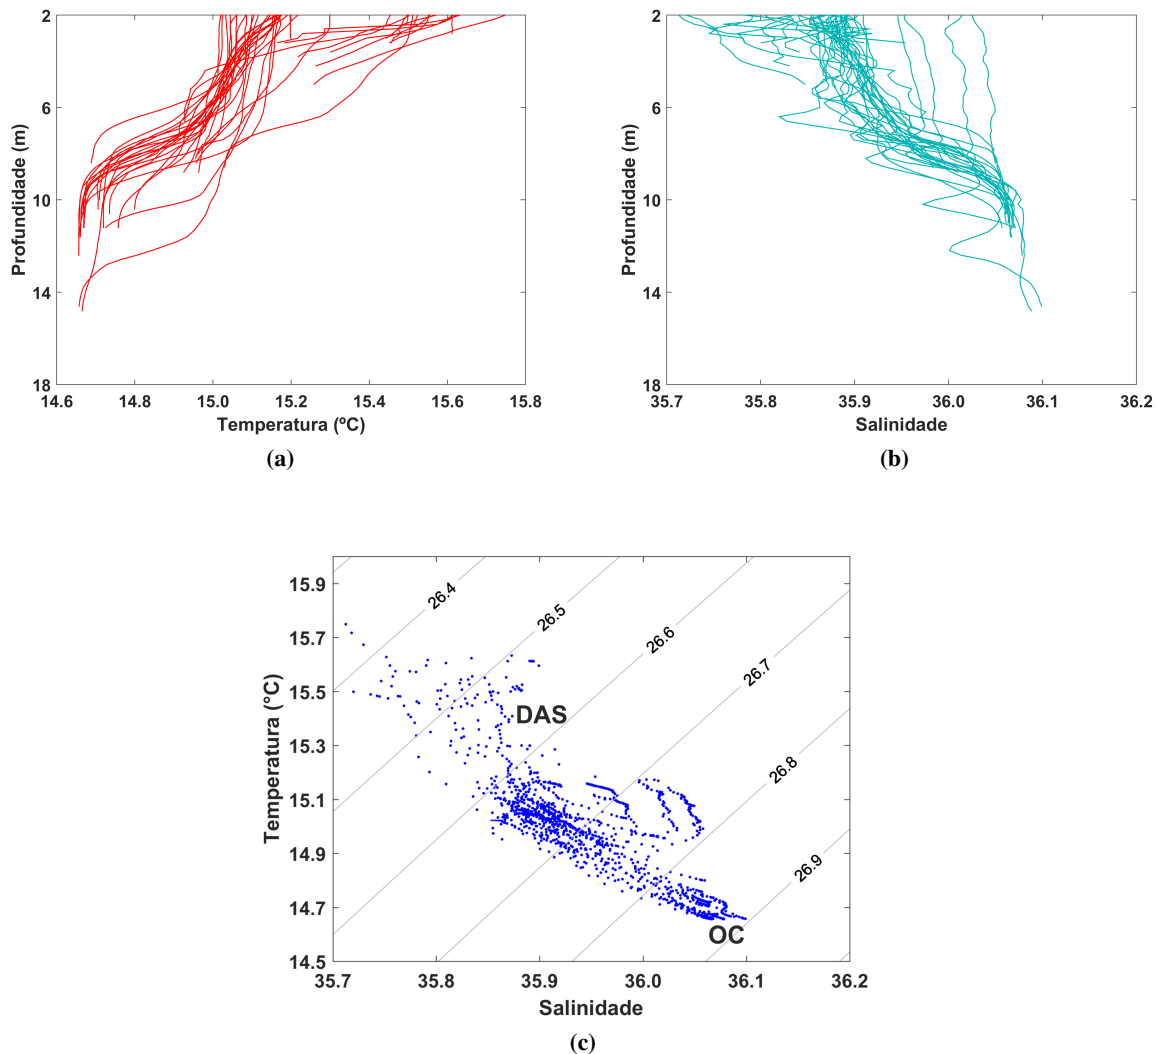 2
6
10
14
18
14.6 14.8 15.0 15.2 15.4 15.6 15.8
Profundidade (m)
Temperatura (ºC)
(a)
2
6
10
14
18
35.7 35.8 35.9 36.0 36.1 36.2
Profundidade (m)
Salinidade
(b)
15.9
15.7
15.5
15.3
15.1
14.9
14.7
14.5
35.7 35.8 35.9 36.0 36.1 36.2
Temperatura (°C)
Salinidade
26.4
26.5
26.6
26.7
26.8
26.9
DAS
OC
(c)